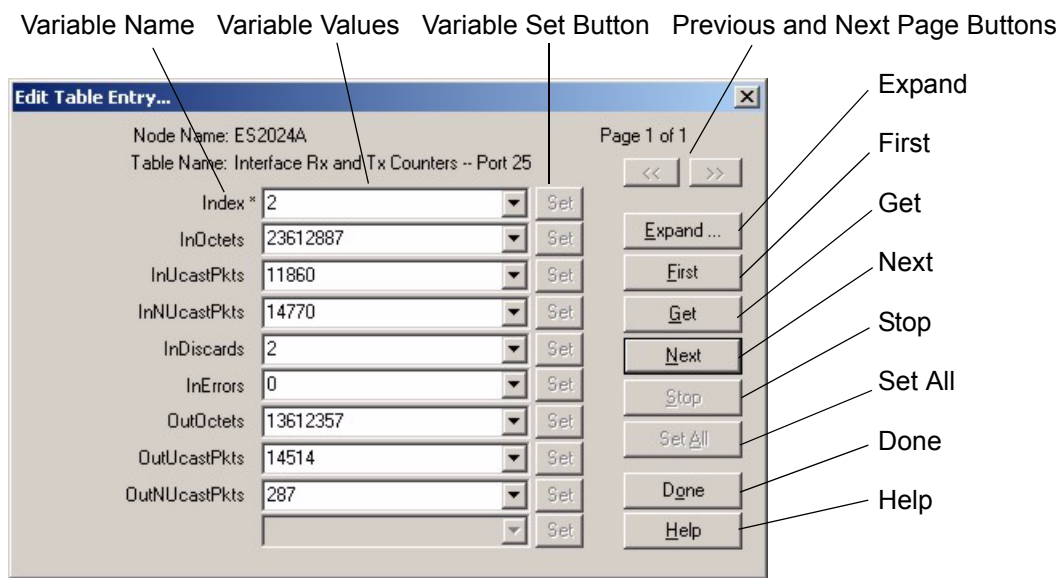 Variable Name Variable Values Variable Set Button Previous and Next Page Buttons
Edit Table Entry...
Node Name: ES2024A
Page 1 of 1
Table Name: Interface Rx and Tx Counters -- Port 25
<< >>
Index * 2 Set
InOctets 23612887 Set
InUcastPkts 11860 Set
InNUcastPkts 14770 Set
InDiscards 2 Set
InErrors 0 Set
OutOctets 13612357 Set
OutUcastPkts 14514 Set
OutNUcastPkts 287 Set
Set
Expand ...
First
Get
Next
Stop
Set All
Done
Help
Expand
First
Get
Next
Stop
Set All
Done
Help